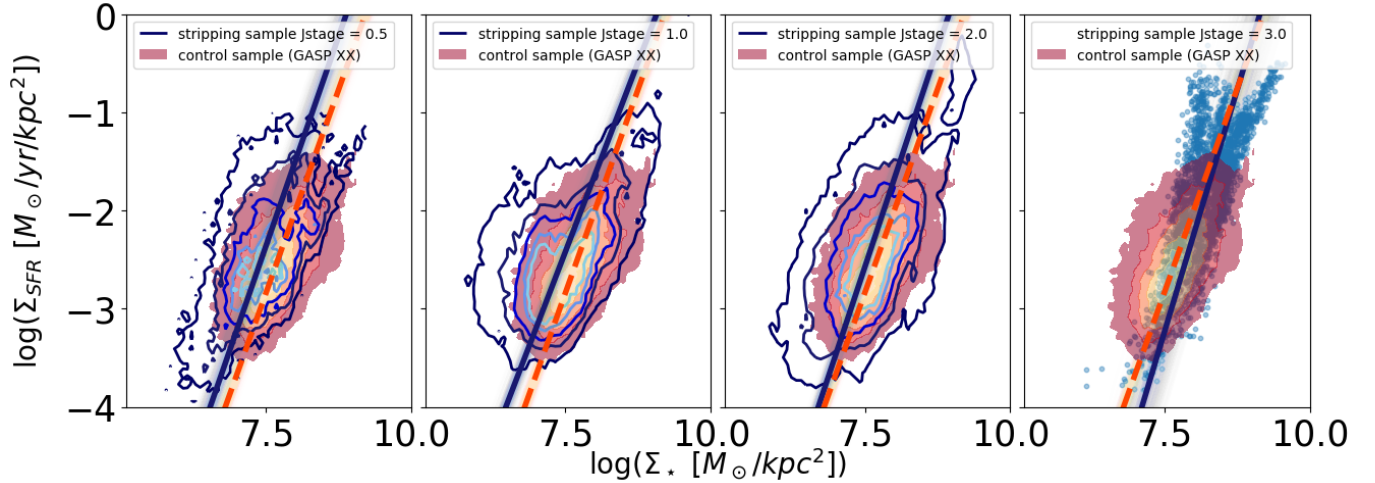 stripping sample Jstage = 0.5
control sample (GASP XX)
stripping sample Jstage = 1.0
control sample (GASP XX)
stripping sample Jstage = 2.0
control sample (GASP XX)
stripping sample Jstage = 3.0
control sample (GASP XX)
log(Σ_SFR [M_⊙/yr/kpc²])
0
−1
−2
−3
−4
7.5 10.0 7.5 10.0 7.5 10.0 7.5 10.0
log(Σ_⋆ [M_⊙/kpc²])